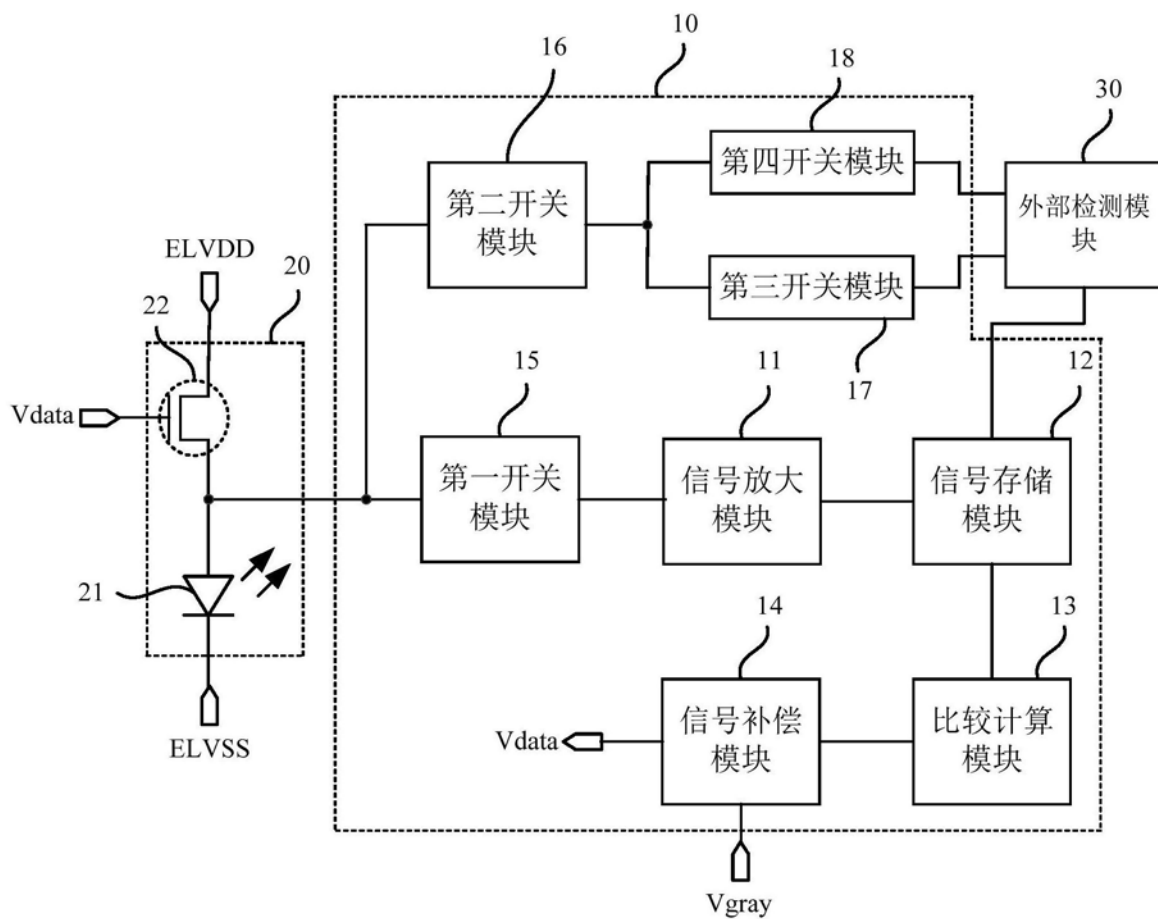 10
16
18
30
第四开关模块
第二开关
模块
外部检测模
块
ELVDD
第三开关模块
20
22
17
15
11
12
Vdata
第一开关
模块
信号放大
模块
信号存储
模块
21
14
13
信号补偿
模块
比较计算
模块
Vdata
ELVSS
Vgray